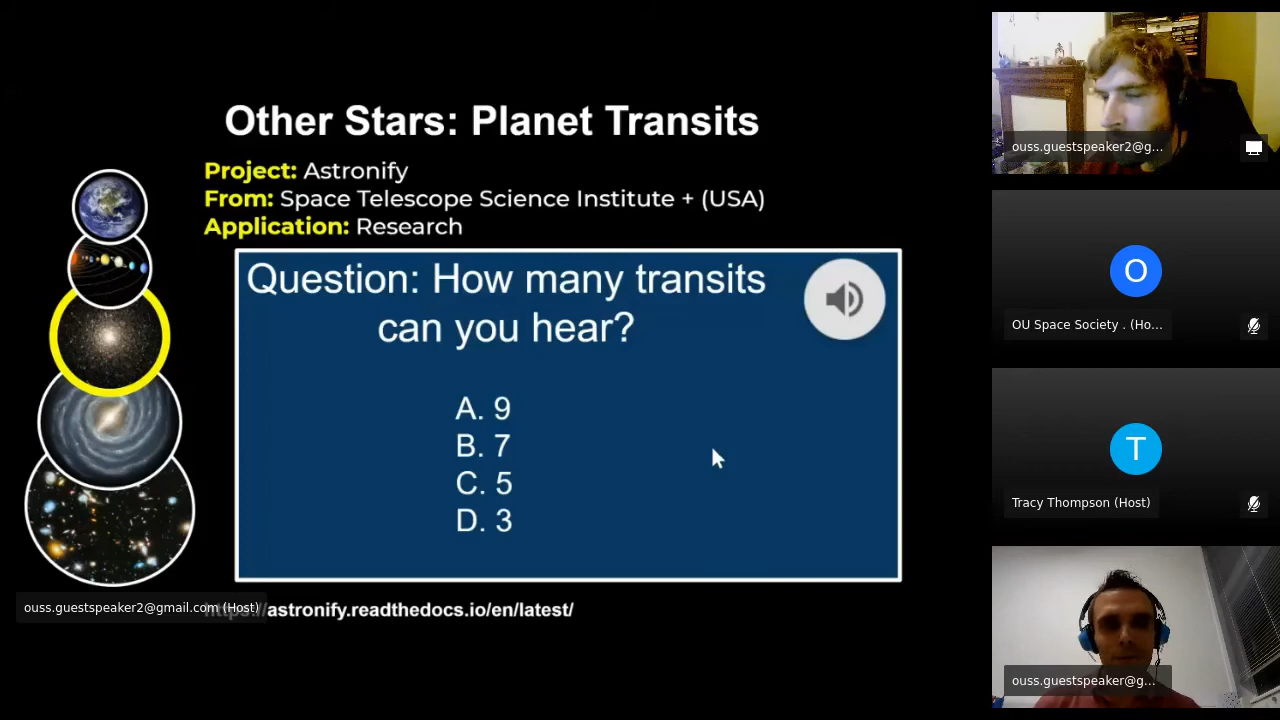 Other Stars: Planet Transits
Project: Astronify
From: Space Telescope Science Institute + (USA)
Application: Research
Question: How many transits
can you hear?
A. 9
B. 7
C. 5
D. 3
ouss.guestspeaker2@gmail.com (Host)
https://astronify.readthedocs.io/en/latest/
ouss.guestspeaker2@g...
O
OU Space Society . (Ho...
T
Tracy Thompson (Host)
ouss.guestspeaker@g...